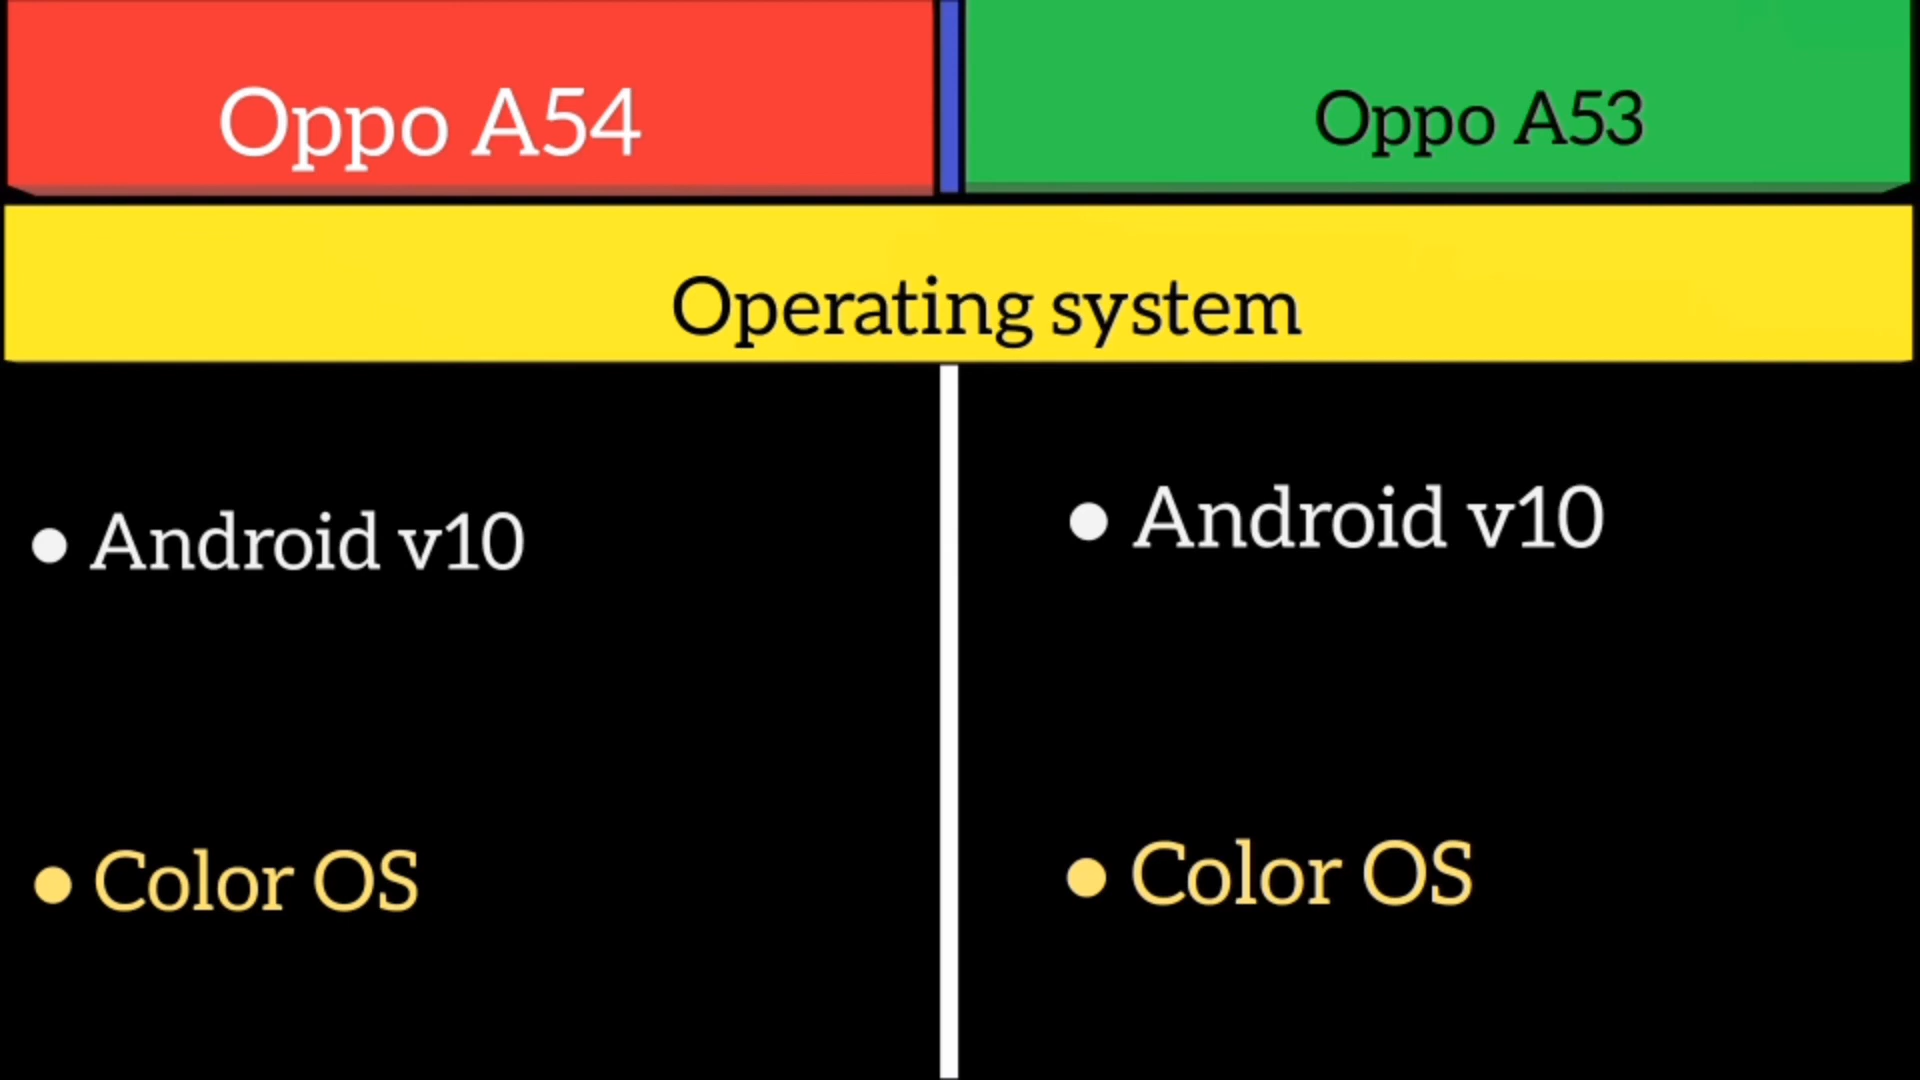 Oppo A54
Oppo A53
Operating system
• Android v10
• Android v10
• Color OS
• Color OS